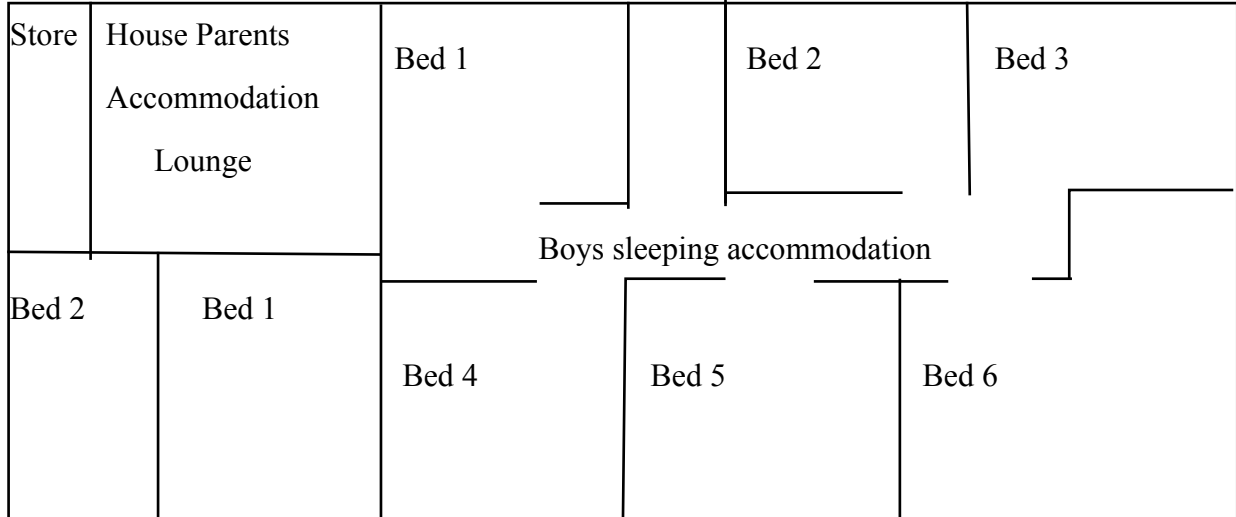 Store
House Parents
Accommodation
Lounge
Bed 1
Bed 2
Bed 3
Boys sleeping accommodation
Bed 2
Bed 1
Bed 4
Bed 5
Bed 6